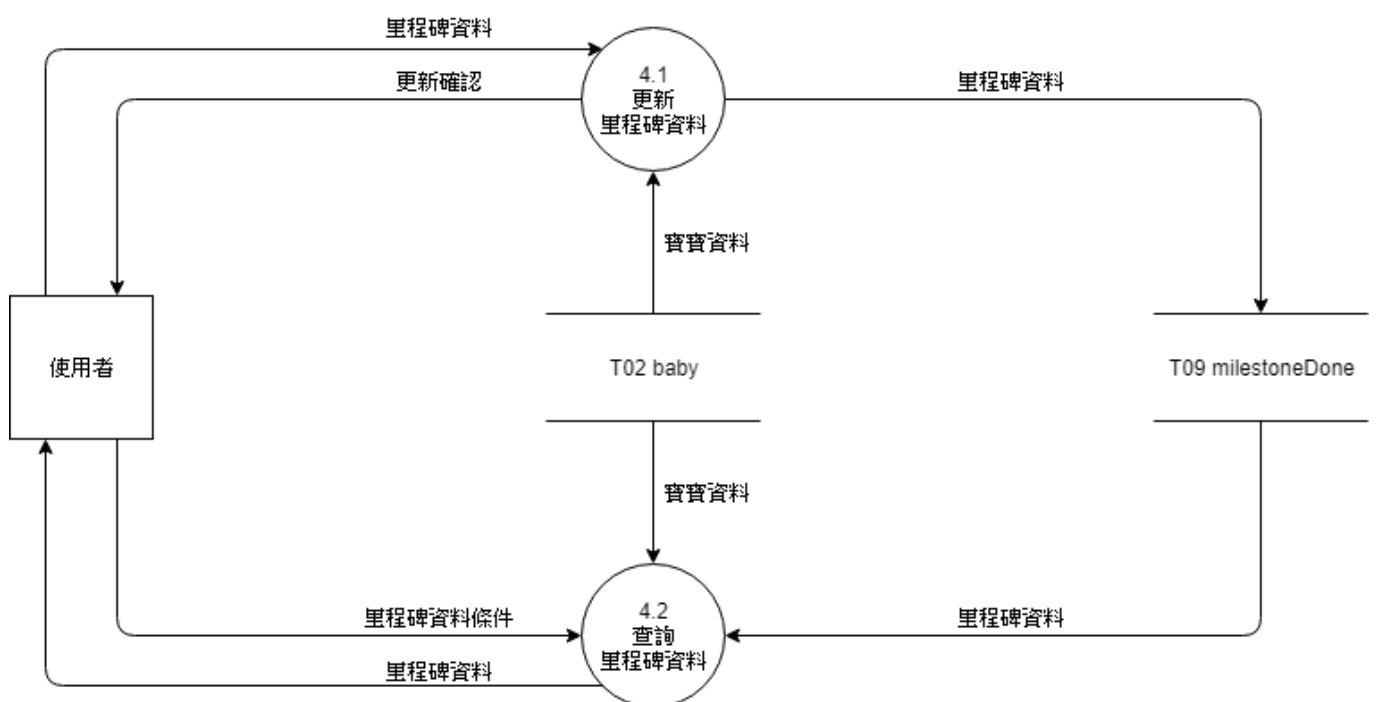 里程碑資料
更新確認
4.1
更新
里程碑資料
里程碑資料
寶寶資料
使用者
T02 baby
T09 milestoneDone
寶寶資料
里程碑資料條件
4.2
查詢
里程碑資料
里程碑資料
里程碑資料